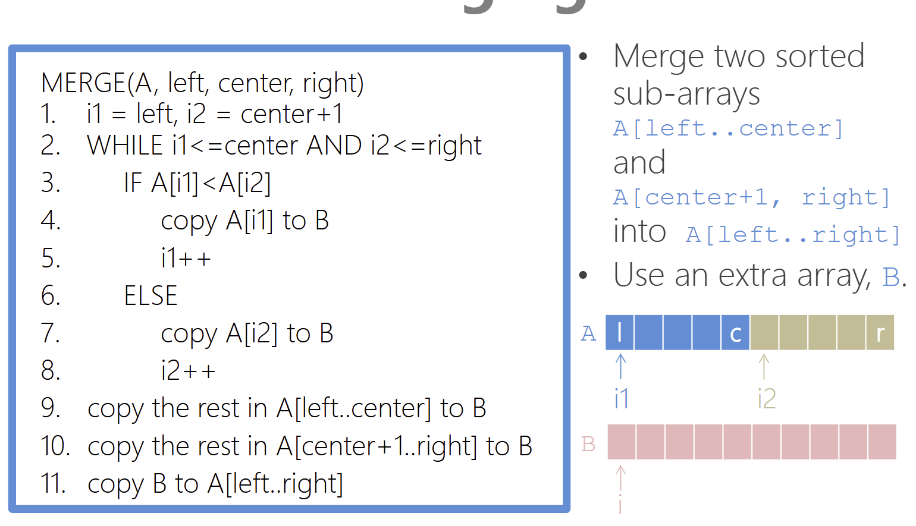 MERGE(A, left, center, right)
1. i1 = left, i2 = center+1
2. WHILE i1<=center AND i2<=right
3. IF A[i1]<A[i2]
4. copy A[i1] to B
5. i1++
6. ELSE
7. copy A[i2] to B
8. i2++
9. copy the rest in A[left..center] to B
10. copy the rest in A[center+1..right] to B
11. copy B to A[left..right]
• Merge two sorted
sub-arrays
A[left..center]
and
A[center+1, right]
into A[left..right]
• Use an extra array, B.
A l c r
i1 i2
B
i